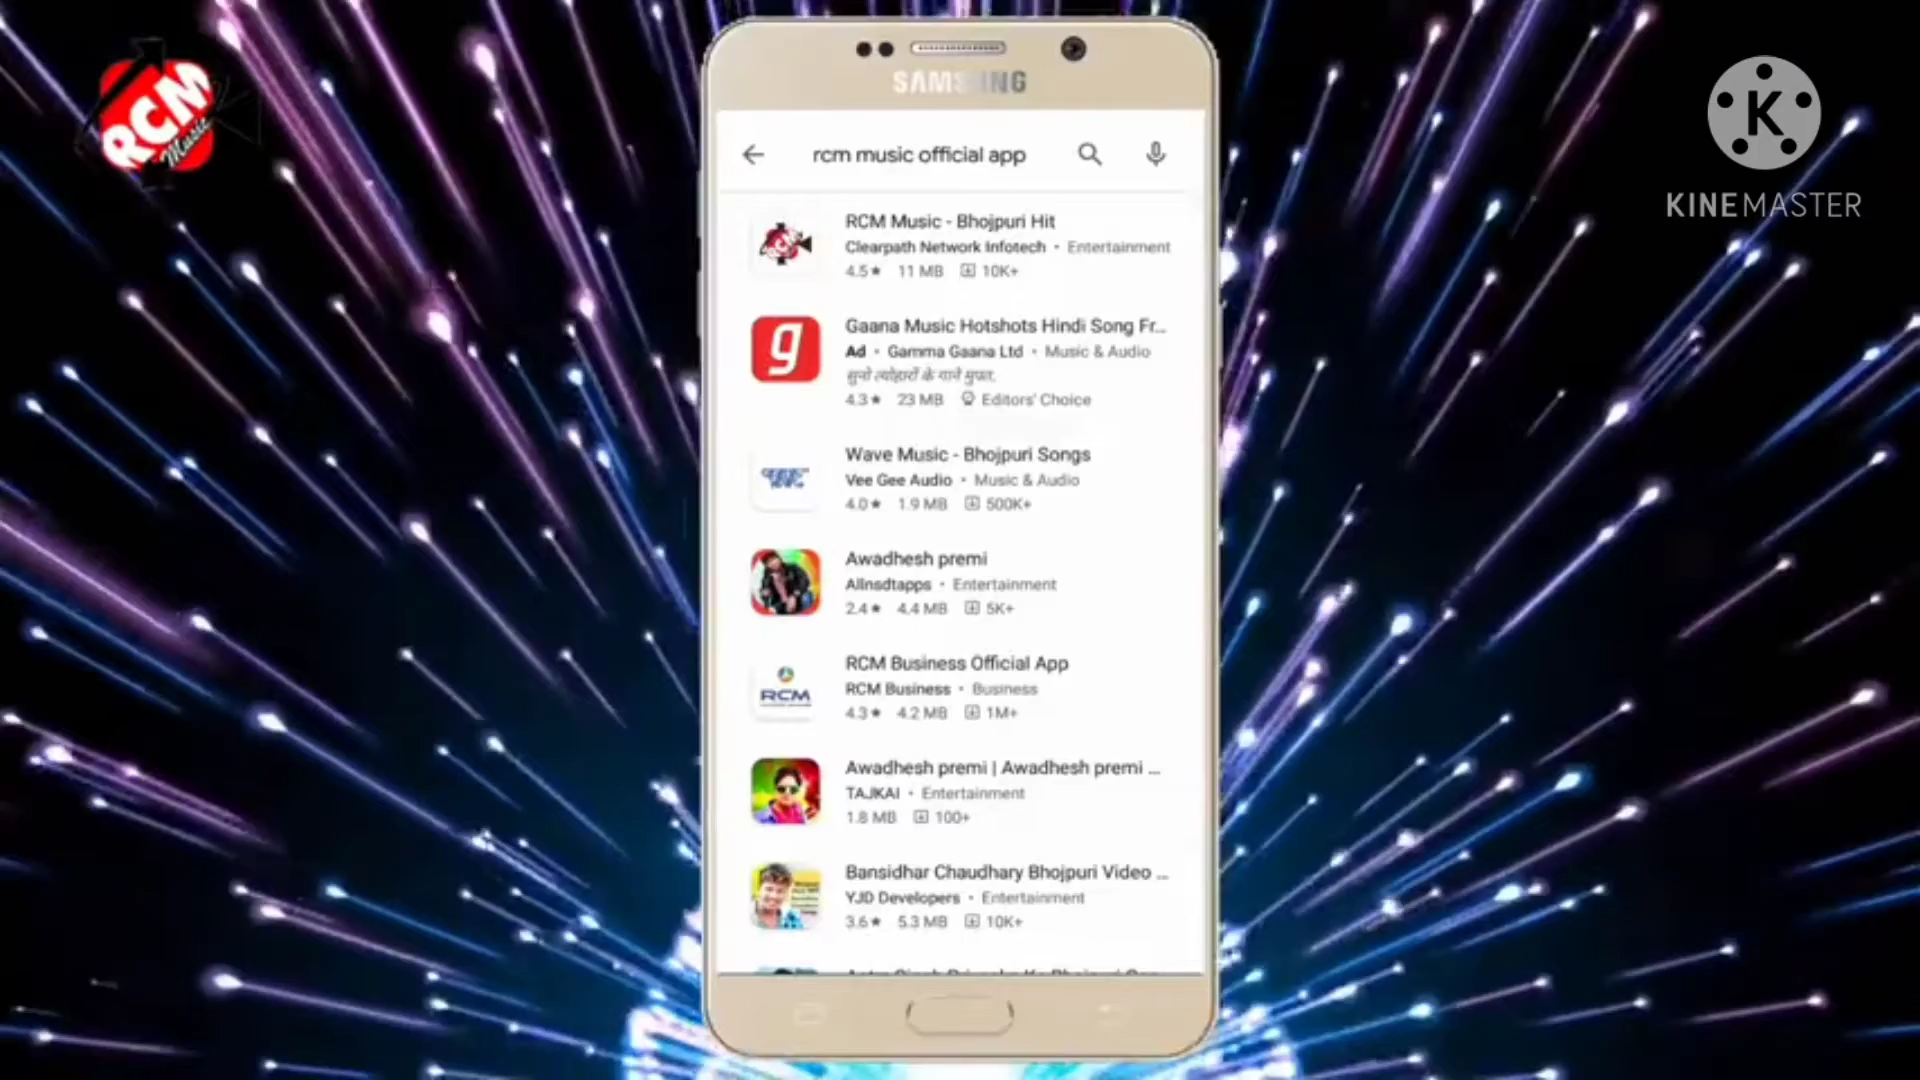 RCM
Music
K
KINEMASTER
SAMSUNG
rcm music official app
RCM
RCM Music - Bhojpuri Hit
Clearpath Network Infotech • Entertainment
4.5★ 11 MB 10K+
g
Gaana Music Hotshots Hindi Song Fr...
Ad • Gamma Gaana Ltd • Music & Audio
सुनो त्योहारों के गाने मुफ्त.
4.3★ 23 MB Editors' Choice
Wave Music - Bhojpuri Songs
Vee Gee Audio • Music & Audio
4.0★ 1.9 MB 500K+
Awadhesh premi
Allnsdtapps • Entertainment
2.4★ 4.4 MB 5K+
RCM
RCM Business Official App
RCM Business • Business
4.3★ 4.2 MB 1M+
Awadhesh premi | Awadhesh premi ...
TAJKAI • Entertainment
1.8 MB 100+
Bansidhar Chaudhary Bhojpuri Video ...
YJD Developers • Entertainment
3.6★ 5.3 MB 10K+